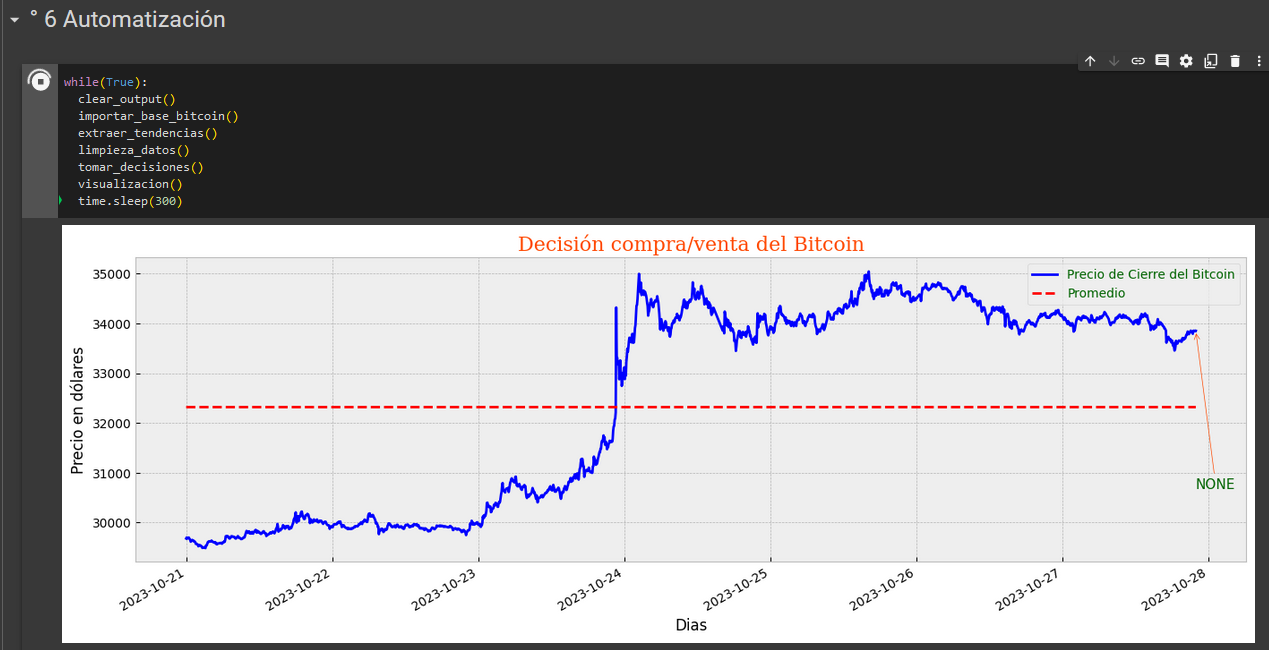 ° 6 Automatización
while(True):
clear_output()
importar_base_bitcoin()
extraer_tendencias()
limpieza_datos()
tomar_decisiones()
visualizacion()
time.sleep(300)
Decisión compra/venta del Bitcoin
Precio de Cierre del Bitcoin
Promedio
35000
34000
33000
32000
31000
30000
Precio en dólares
NONE
2023-10-21
2023-10-22
2023-10-23
2023-10-24
2023-10-25
2023-10-26
2023-10-27
2023-10-28
Dias